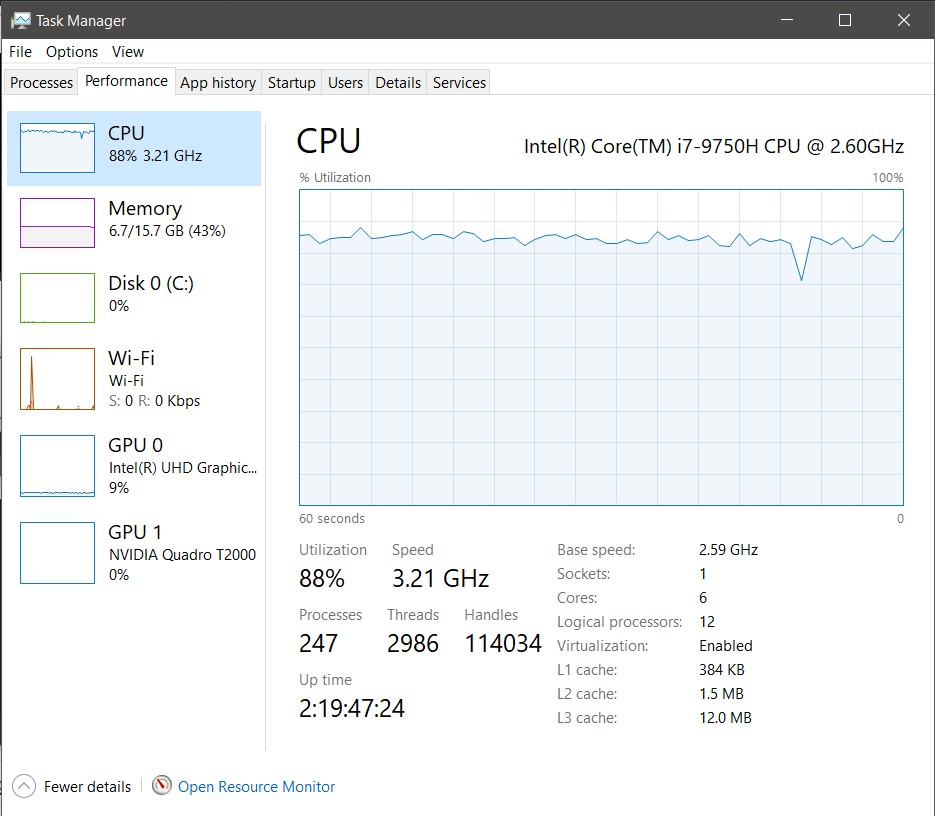 Task Manager
File Options View
Processes Performance App history Startup Users Details Services
CPU
88% 3.21 GHz
Memory
6.7/15.7 GB (43%)
Disk 0 (C:)
0%
Wi-Fi
Wi-Fi
S: 0 R: 0 Kbps
GPU 0
Intel(R) UHD Graphic...
9%
GPU 1
NVIDIA Quadro T2000
0%
CPU Intel(R) Core(TM) i7-9750H CPU @ 2.60GHz
% Utilization 100%
60 seconds 0
Utilization Speed
88% 3.21 GHz
Processes Threads Handles
247 2986 114034
Up time
2:19:47:24
Base speed: 2.59 GHz
Sockets: 1
Cores: 6
Logical processors: 12
Virtualization: Enabled
L1 cache: 384 KB
L2 cache: 1.5 MB
L3 cache: 12.0 MB
Fewer details Open Resource Monitor